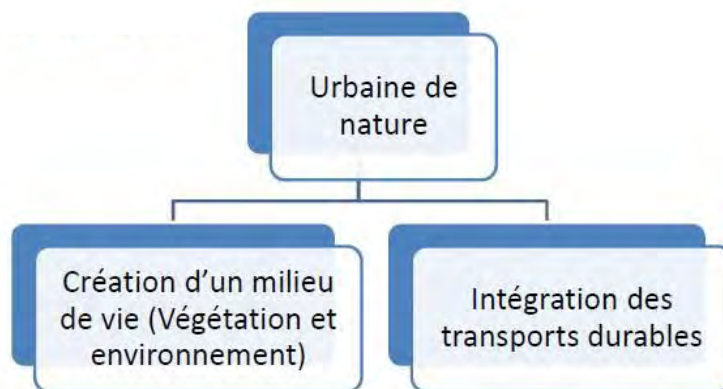 Urbaine de
nature
Création d'un milieu
de vie (Végétation et
environnement)
Intégration des
transports durables